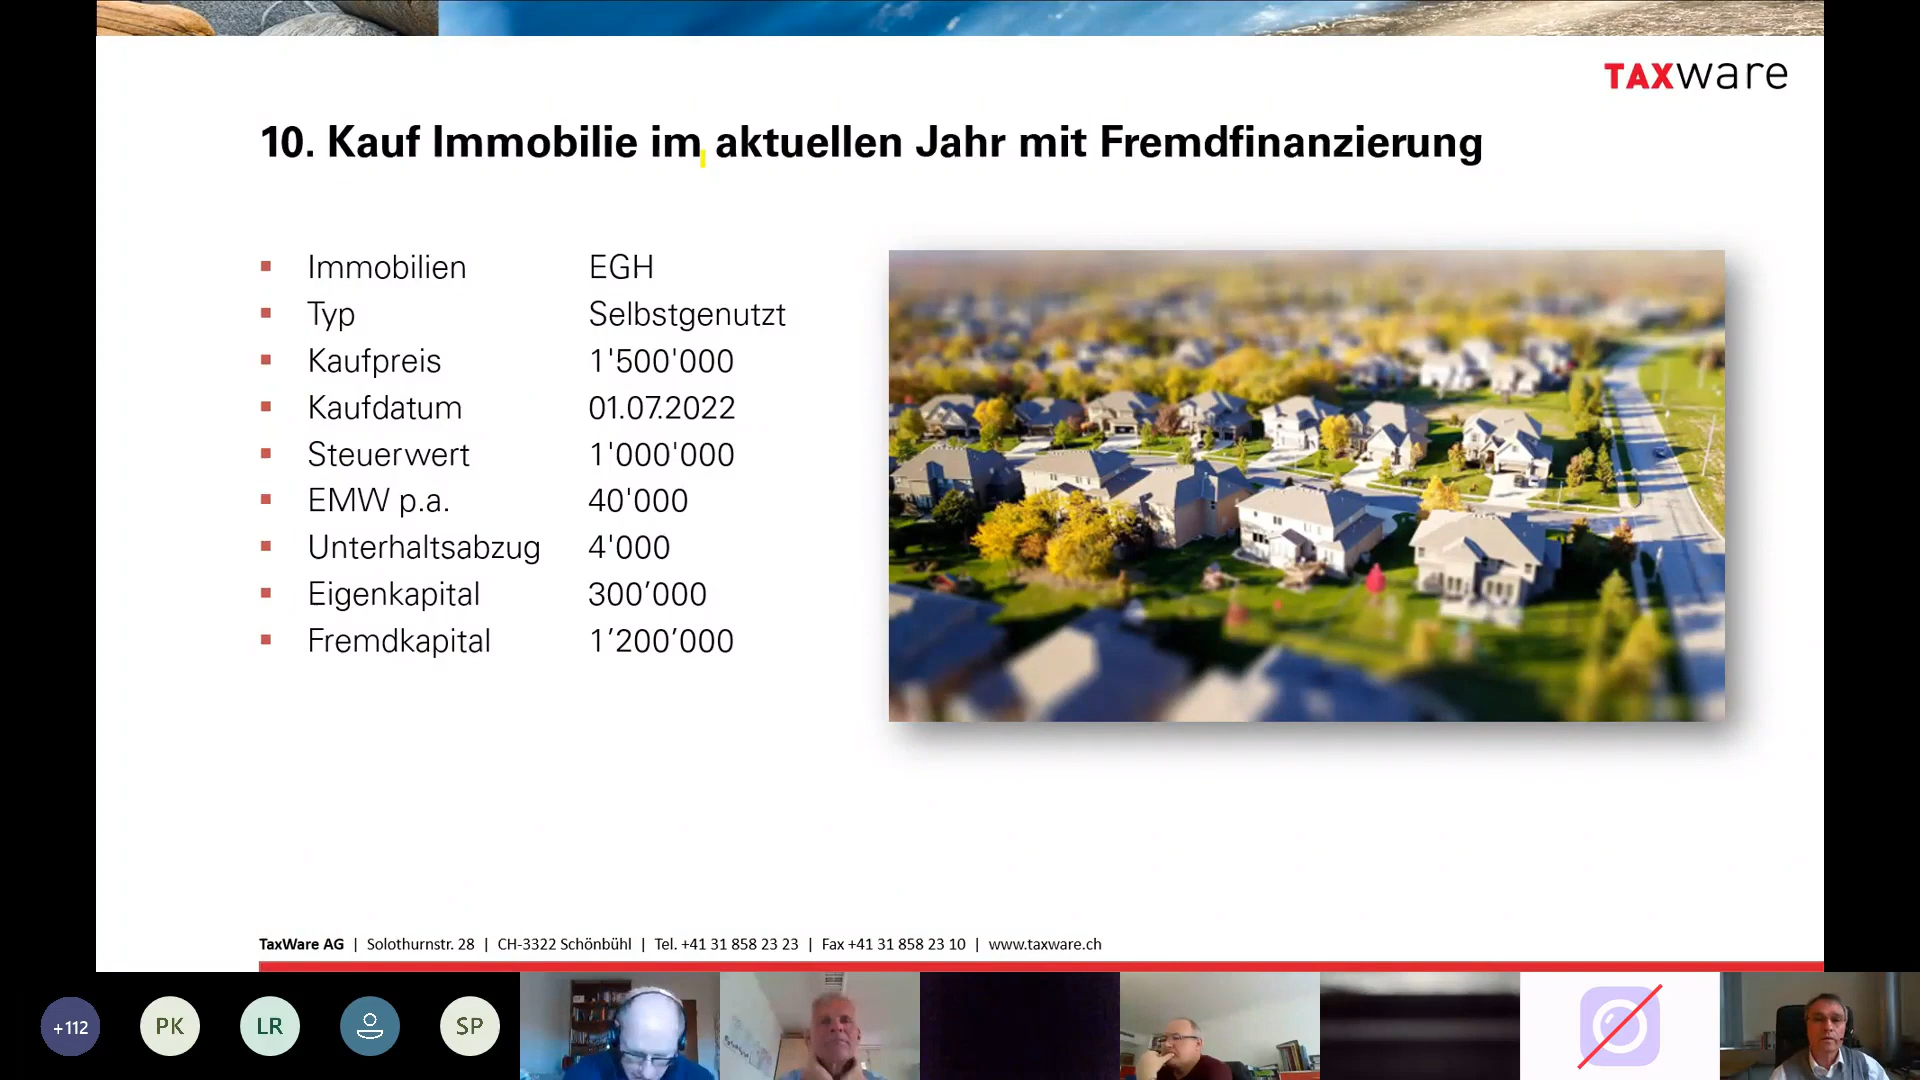 TAXware
10. Kauf Immobilie im aktuellen Jahr mit Fremdfinanzierung
Immobilien EGH
Typ Selbstgenutzt
Kaufpreis 1'500'000
Kaufdatum 01.07.2022
Steuerwert 1'000'000
EMW p.a. 40'000
Unterhaltsabzug 4'000
Eigenkapital 300’000
Fremdkapital 1’200’000
TaxWare AG | Solothurnstr. 28 | CH-3322 Schönbühl | Tel. +41 31 858 23 23 | Fax +41 31 858 23 10 | www.taxware.ch
+112 PK LR SP